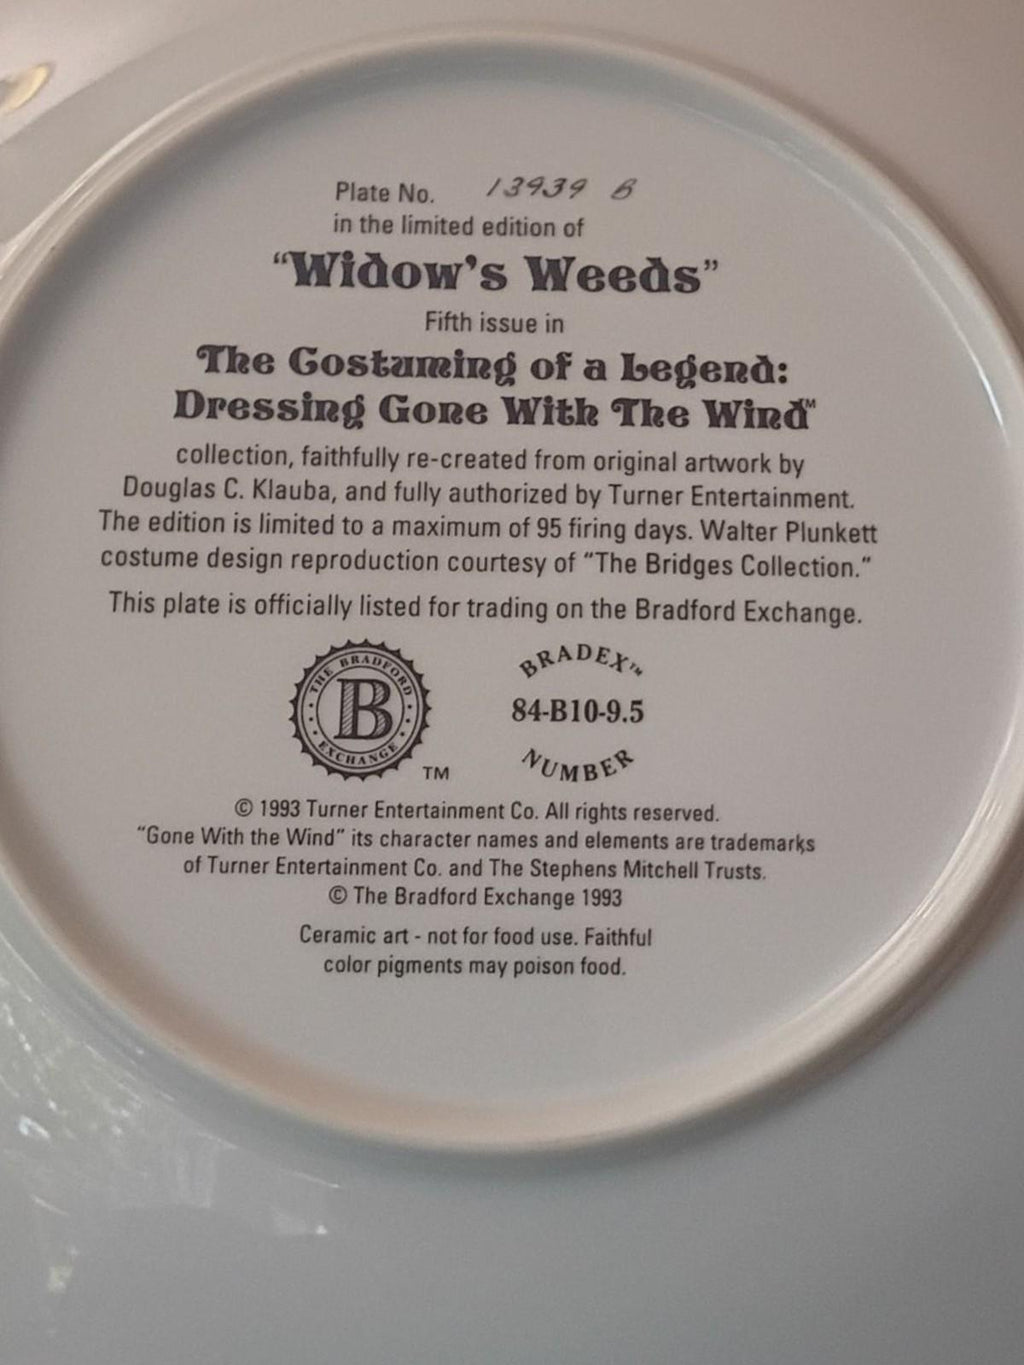 Plate No. 13939 B
in the limited edition of
“Widow’s Weeds”
Fifth issue in
The Costuming of a Legend:
Dressing Gone With The Wind™
collection, faithfully re-created from original artwork by
Douglas C. Klauba, and fully authorized by Turner Entertainment.
The edition is limited to a maximum of 95 firing days. Walter Plunkett
costume design reproduction courtesy of “The Bridges Collection.”
This plate is officially listed for trading on the Bradford Exchange.
THE BRADFORD
B
EXCHANGE
TM
BRADEX™
84-B10-9.5
NUMBER
© 1993 Turner Entertainment Co. All rights reserved.
“Gone With the Wind” its character names and elements are trademarks
of Turner Entertainment Co. and The Stephens Mitchell Trusts.
© The Bradford Exchange 1993
Ceramic art - not for food use. Faithful
color pigments may poison food.